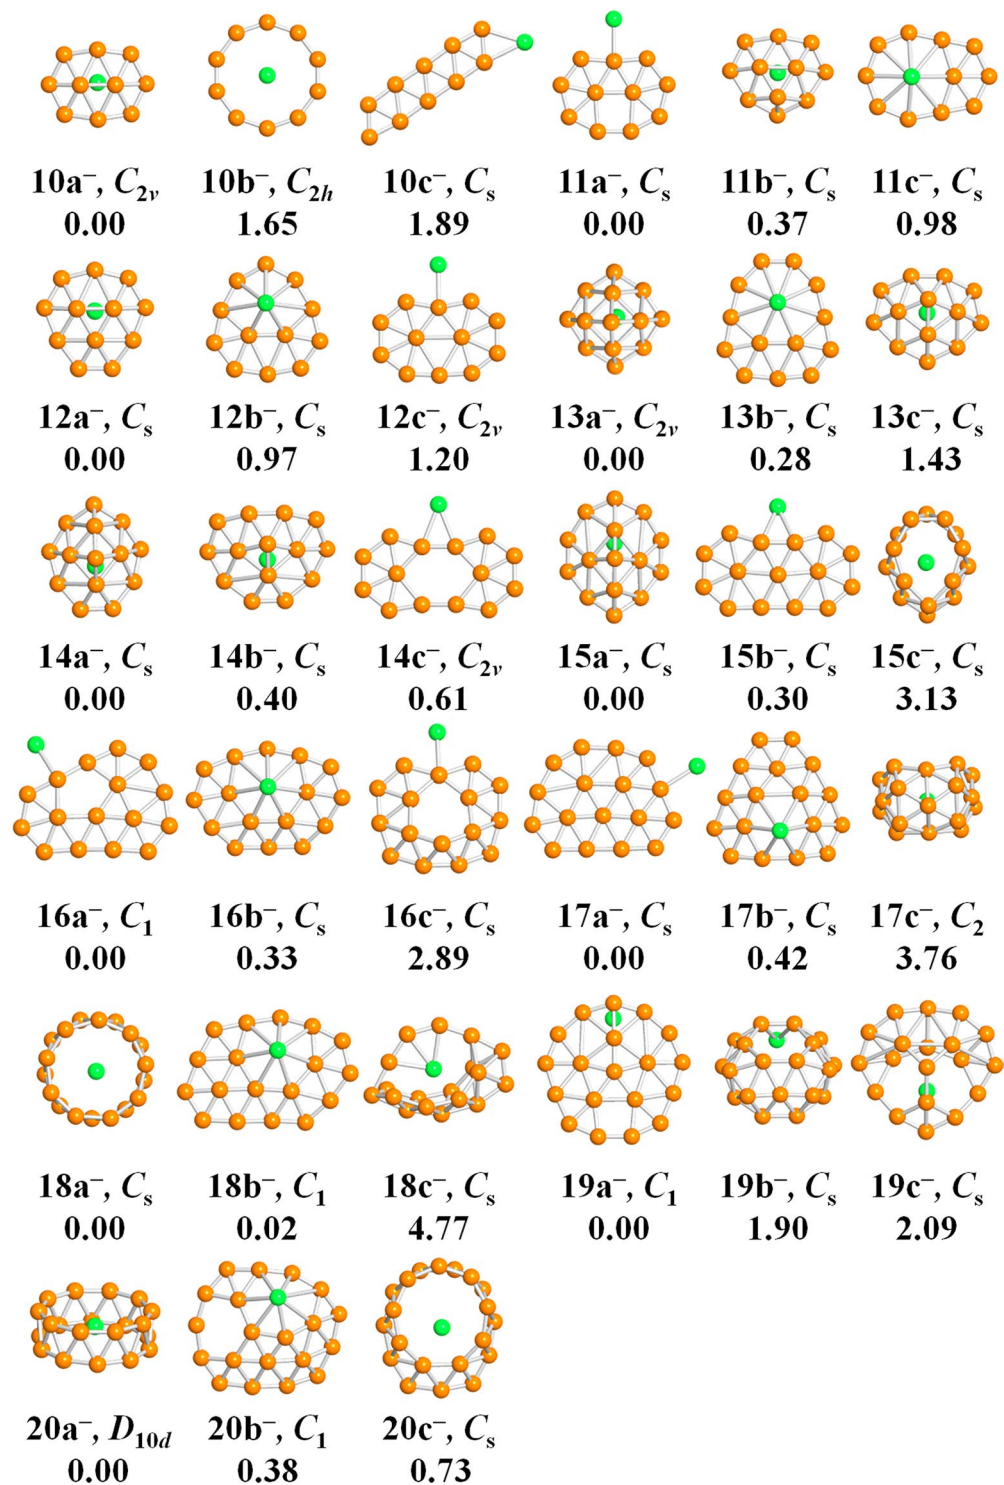 10a⁻, C₂ᵥ 10b⁻, C₂ₕ 10c⁻, Cₛ 11a⁻, Cₛ 11b⁻, Cₛ 11c⁻, Cₛ
0.00 1.65 1.89 0.00 0.37 0.98
12a⁻, Cₛ 12b⁻, Cₛ 12c⁻, C₂ᵥ 13a⁻, C₂ᵥ 13b⁻, Cₛ 13c⁻, Cₛ
0.00 0.97 1.20 0.00 0.28 1.43
14a⁻, Cₛ 14b⁻, Cₛ 14c⁻, C₂ᵥ 15a⁻, Cₛ 15b⁻, Cₛ 15c⁻, Cₛ
0.00 0.40 0.61 0.00 0.30 3.13
16a⁻, C₁ 16b⁻, Cₛ 16c⁻, Cₛ 17a⁻, Cₛ 17b⁻, Cₛ 17c⁻, C₂
0.00 0.33 2.89 0.00 0.42 3.76
18a⁻, Cₛ 18b⁻, C₁ 18c⁻, Cₛ 19a⁻, C₁ 19b⁻, Cₛ 19c⁻, Cₛ
0.00 0.02 4.77 0.00 1.90 2.09
20a⁻, D₁₀d 20b⁻, C₁ 20c⁻, Cₛ
0.00 0.38 0.73